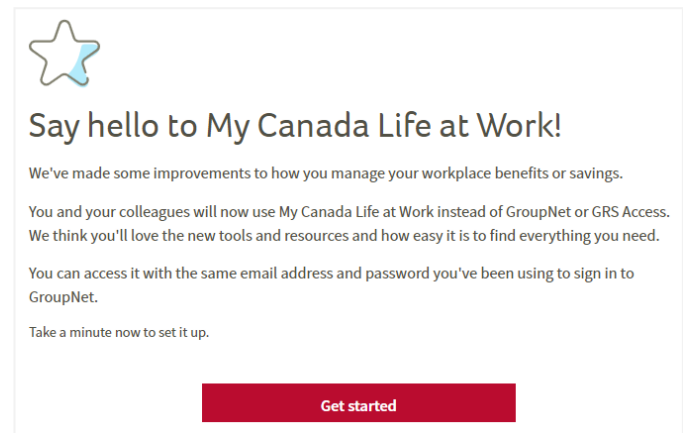 Say hello to My Canada Life at Work!
We've made some improvements to how you manage your workplace benefits or savings.
You and your colleagues will now use My Canada Life at Work instead of GroupNet or GRS Access.
We think you'll love the new tools and resources and how easy it is to find everything you need.
You can access it with the same email address and password you've been using to sign in to
GroupNet.
Take a minute now to set it up.
Get started